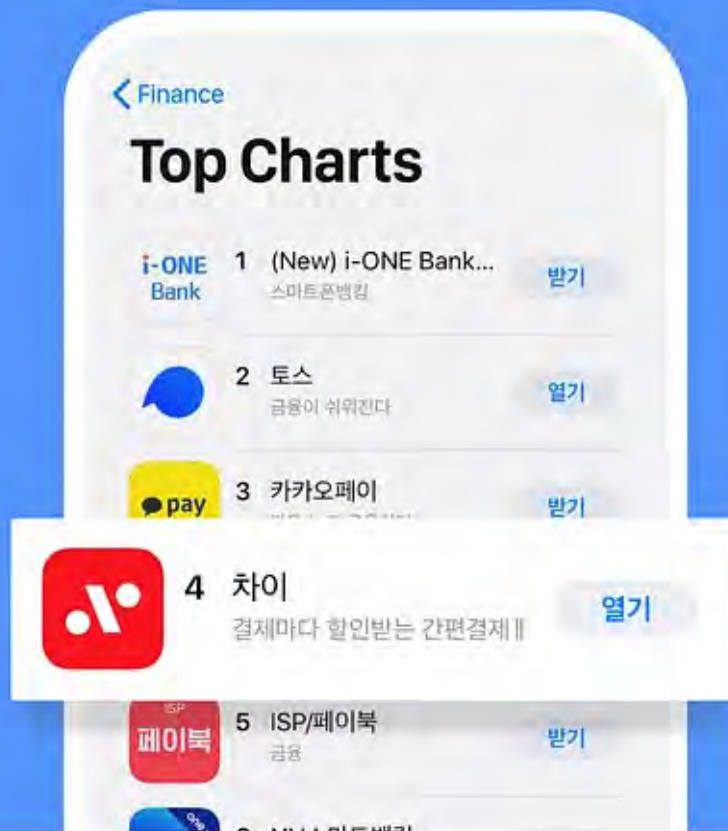 Finance
Top Charts
i-ONE
Bank
1 (New) i-ONE Bank...
스마트폰뱅킹
받기
2 토스
금융이 쉬워진다
열기
pay
3 카카오페이
받기
4 차이
결제마다 할인받는 간편결제
열기
ISP
페이북
5 ISP/페이북
금융
받기
one